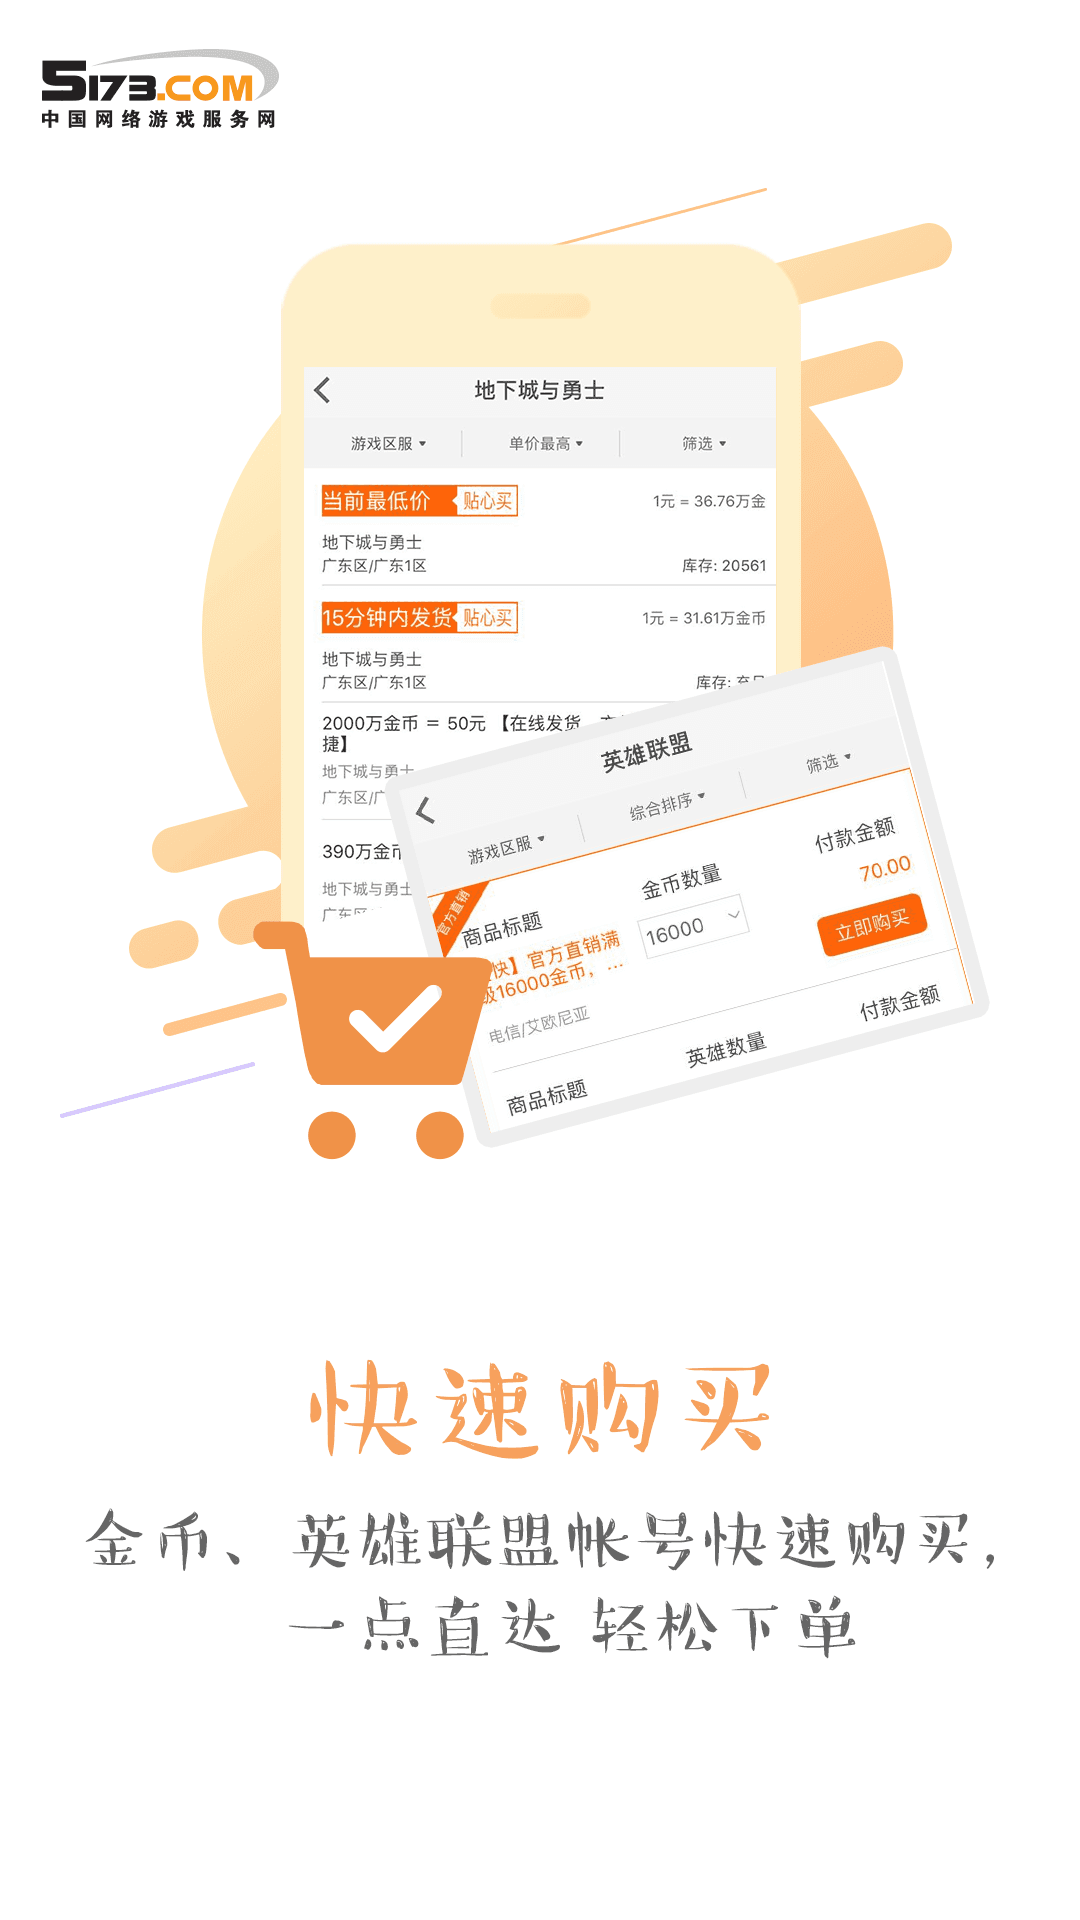 5173.COM
中国网络游戏服务网
地下城与勇士
游戏区服 单价最高 筛选
当前最低价 贴心买 1元 = 36.76万金
地下城与勇士
广东区/广东1区 库存: 20561
15分钟内发货 贴心买 1元 = 31.61万金币
地下城与勇士
广东区/广东1区 库存:
2000万金币 ＝ 50元 【在线发货
捷】
地下城与勇士
广东区/广
390万金币
地下城与勇士
广东区
英雄联盟
游戏区服 综合排序 筛选
官方直销
商品标题 金币数量 付款金额
快】官方直销满 16000 70.00
级16000金币，... 立即购买
电信/艾欧尼亚
商品标题 英雄数量 付款金额
快速购买
金币、英雄联盟帐号快速购买，
一点直达 轻松下单